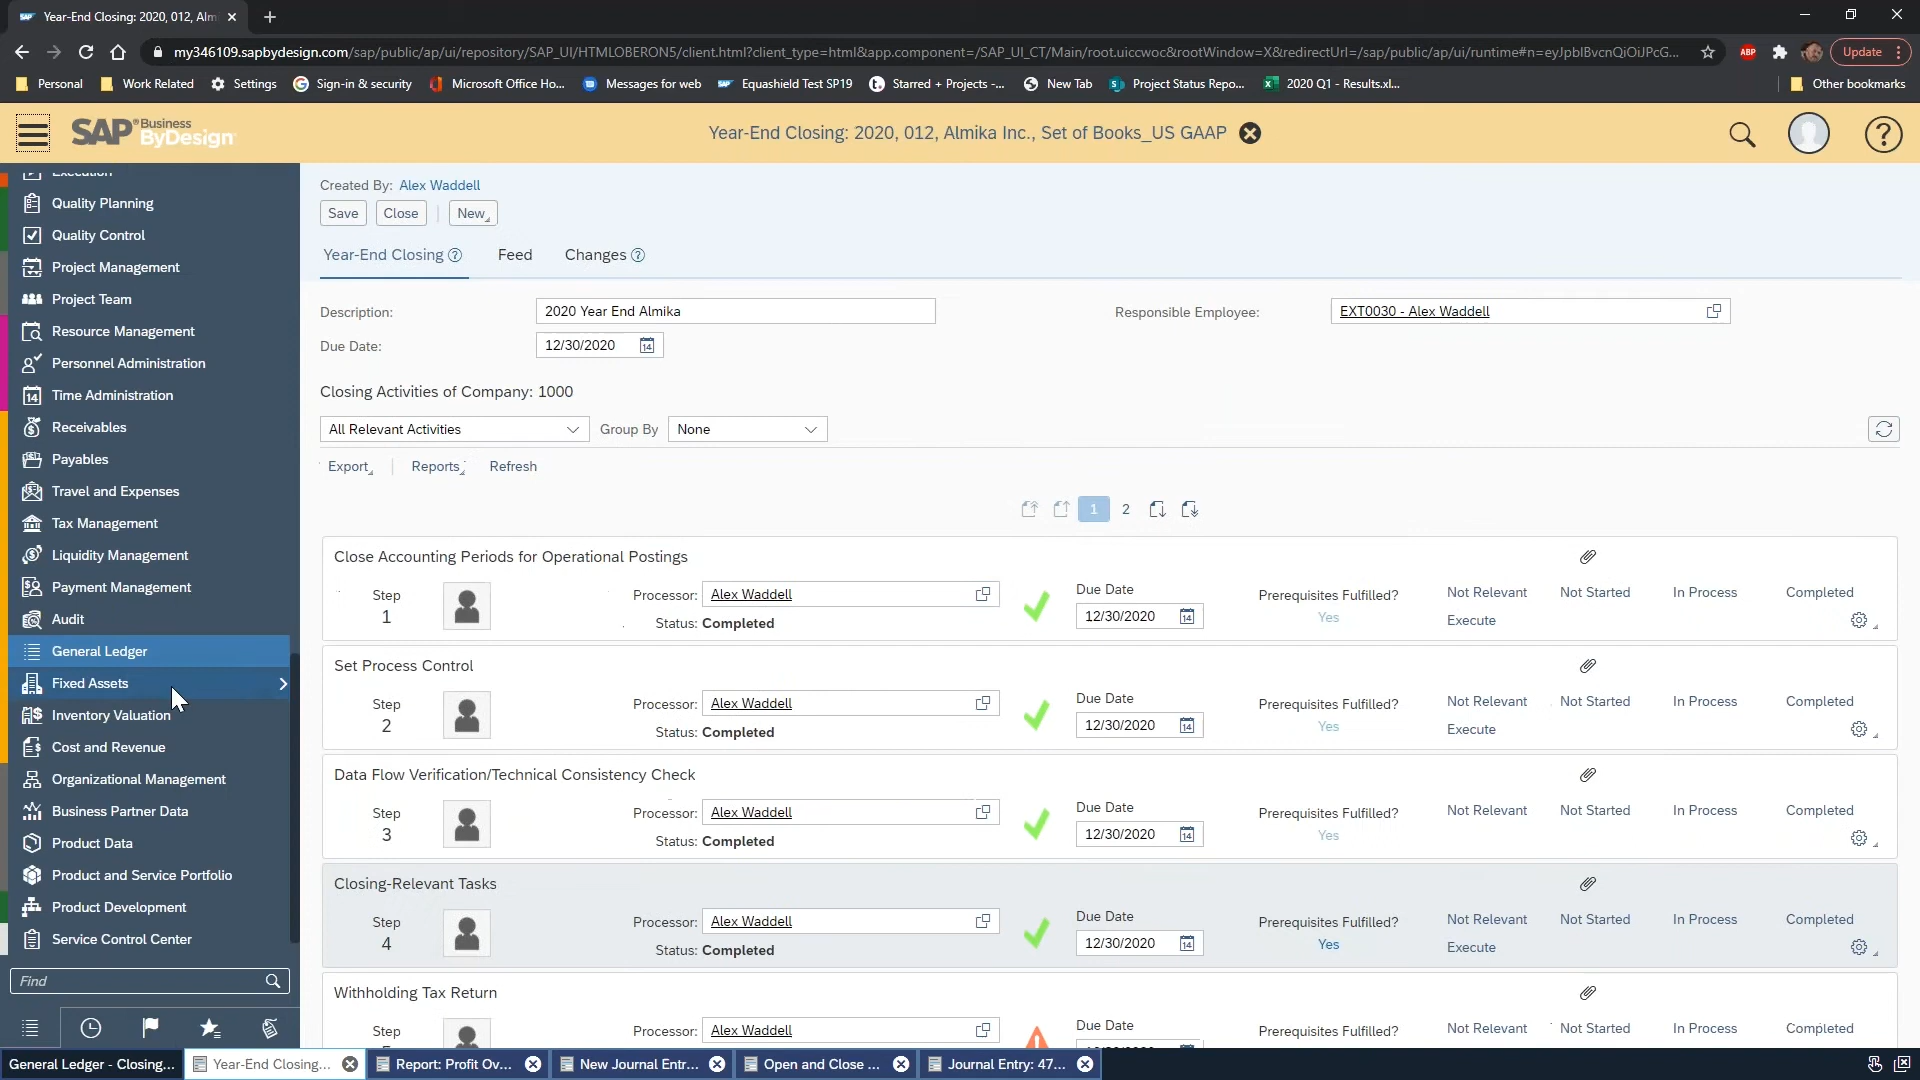 SAP Year-End Closing: 2020, 012, Alm
my346109.sapbydesign.com/sap/public/ap/ui/repository/SAP_UI/HTMLOBERON5/client.html?client_type=html&app.component=/SAP_UI_CT/Main/root.uiccwoc&rootWindow=X&redirectUrl=/sap/public/ap/ui/runtime#n=eyJpbIBvcnQiOiJPcG...
ABP
Update
Personal
Work Related
Settings
Sign-in & security
Microsoft Office Ho...
Messages for web
Equashield Test SP19
Starred + Projects -...
New Tab
Project Status Repo...
2020 Q1 - Results.xl...
Other bookmarks
SAP Business ByDesign
Year-End Closing: 2020, 012, Almika Inc., Set of Books_US GAAP
Execution
Quality Planning
Quality Control
Project Management
Project Team
Resource Management
Personnel Administration
Time Administration
Receivables
Payables
Travel and Expenses
Tax Management
Liquidity Management
Payment Management
Audit
General Ledger
Fixed Assets
Inventory Valuation
Cost and Revenue
Organizational Management
Business Partner Data
Product Data
Product and Service Portfolio
Product Development
Service Control Center
Find
Created By: Alex Waddell
Save Close New
Year-End Closing Feed Changes
Description: 2020 Year End Almika Responsible Employee: EXT0030 - Alex Waddell
Due Date: 12/30/2020
Closing Activities of Company: 1000
All Relevant Activities Group By None
Export Reports Refresh
1 2
Close Accounting Periods for Operational Postings
Step 1 Processor: Alex Waddell Due Date 12/30/2020 Prerequisites Fulfilled? Yes Not Relevant Not Started In Process Completed
Status: Completed Execute
Set Process Control
Step 2 Processor: Alex Waddell Due Date 12/30/2020 Prerequisites Fulfilled? Yes Not Relevant Not Started In Process Completed
Status: Completed Execute
Data Flow Verification/Technical Consistency Check
Step 3 Processor: Alex Waddell Due Date 12/30/2020 Prerequisites Fulfilled? Yes Not Relevant Not Started In Process Completed
Status: Completed
Closing-Relevant Tasks
Step 4 Processor: Alex Waddell Due Date 12/30/2020 Prerequisites Fulfilled? Yes Not Relevant Not Started In Process Completed
Status: Completed Execute
Withholding Tax Return
Step Processor: Alex Waddell Due Date Prerequisites Fulfilled? Not Relevant Not Started In Process Completed
General Ledger - Closing...
Year-End Closing...
Report: Profit Ov...
New Journal Entr...
Open and Close ...
Journal Entry: 47...